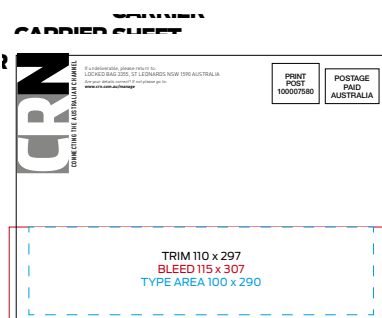 CARRIER
CARRIER SHEET
R
CRN
CONNECTING THE AUSTRALIAN CHANNEL
If undeliverable, please return to:
LOCKED BAG 3355, ST LEONARDS NSW 1590 AUSTRALIA
Are your details correct? If not please go to:
www.crn.com.au/manage
PRINT
POST
100007580
POSTAGE
PAID
AUSTRALIA
TRIM 110 x 297
BLEED 115 x 307
TYPE AREA 100 x 290